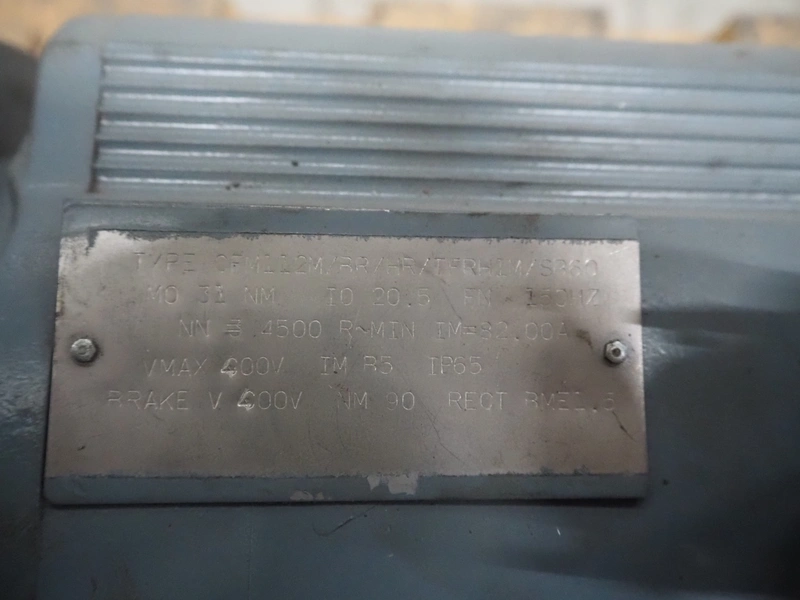 TYPE CFM112M/BR/HR/TF/RH1M/SB60
MO 31 NM IO 20.5 FN 150HZ
NN = 4500 R-MIN IM=82.00A
VMAX 400V IM B5 IP65
BRAKE V 400V NM 90 RECT BME1.5